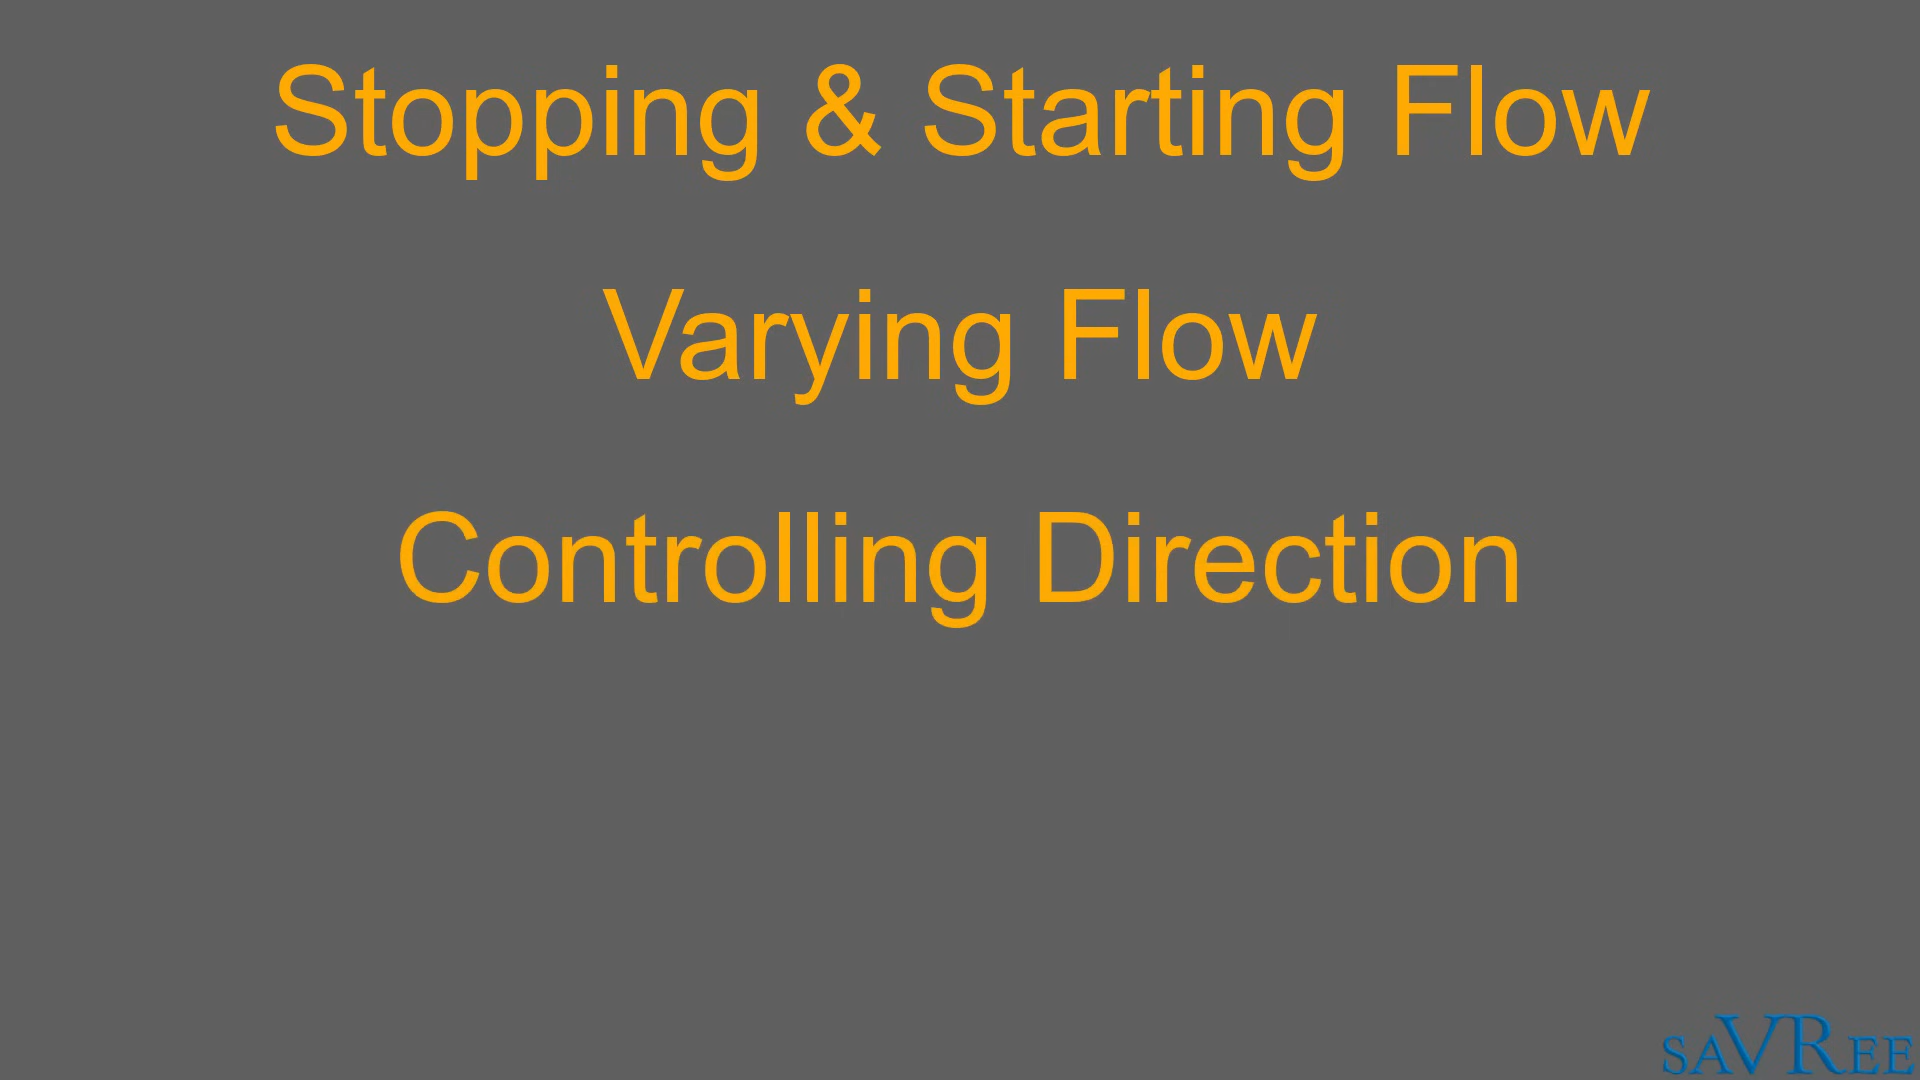 Stopping & Starting Flow
Varying Flow
Controlling Direction
saVRee